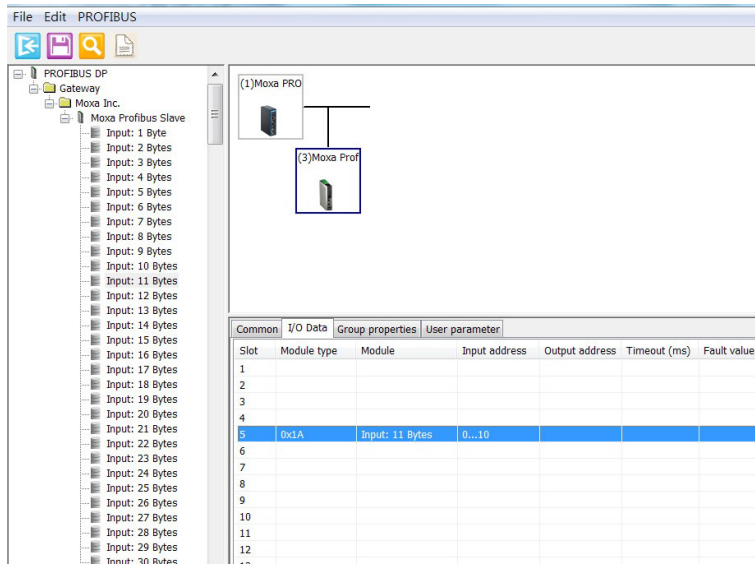 File Edit PROFIBUS
PROFIBUS DP
Gateway
Moxa Inc.
Moxa Profibus Slave
Input: 1 Byte
Input: 2 Bytes
Input: 3 Bytes
Input: 4 Bytes
Input: 5 Bytes
Input: 6 Bytes
Input: 7 Bytes
Input: 8 Bytes
Input: 9 Bytes
Input: 10 Bytes
Input: 11 Bytes
Input: 12 Bytes
Input: 13 Bytes
Input: 14 Bytes
Input: 15 Bytes
Input: 16 Bytes
Input: 17 Bytes
Input: 18 Bytes
Input: 19 Bytes
Input: 20 Bytes
Input: 21 Bytes
Input: 22 Bytes
Input: 23 Bytes
Input: 24 Bytes
Input: 25 Bytes
Input: 26 Bytes
Input: 27 Bytes
Input: 28 Bytes
Input: 29 Bytes
Input: 30 Bytes
(1)Moxa PRO
(3)Moxa Prof
Common I/O Data Group properties User parameter
Slot Module type Module Input address Output address Timeout (ms) Fault value
1
2
3
4
5 0x1A Input: 11 Bytes 0...10
6
7
8
9
10
11
12